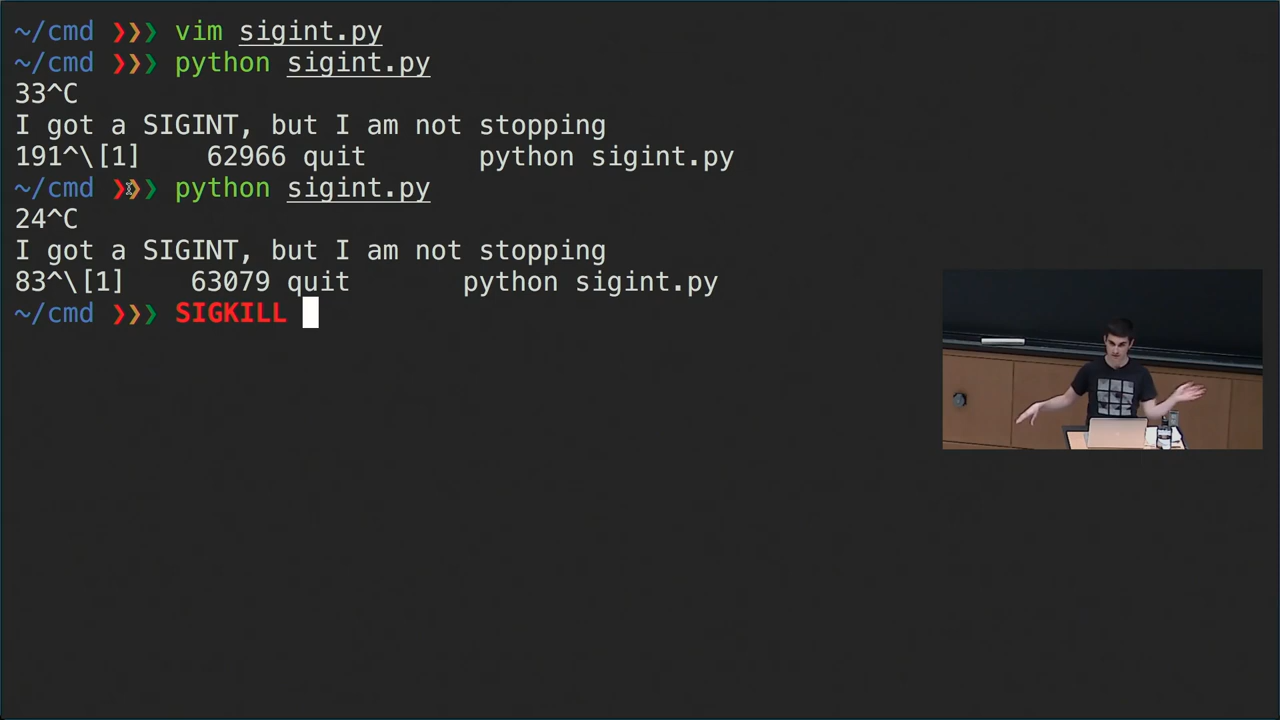 ~/cmd ❯❯❯ vim sigint.py
~/cmd ❯❯❯ python sigint.py
33^C
I got a SIGINT, but I am not stopping
191^\[1]    62966 quit       python sigint.py
~/cmd ❯❯❯ python sigint.py
24^C
I got a SIGINT, but I am not stopping
83^\[1]    63079 quit       python sigint.py
~/cmd ❯❯❯ SIGKILL